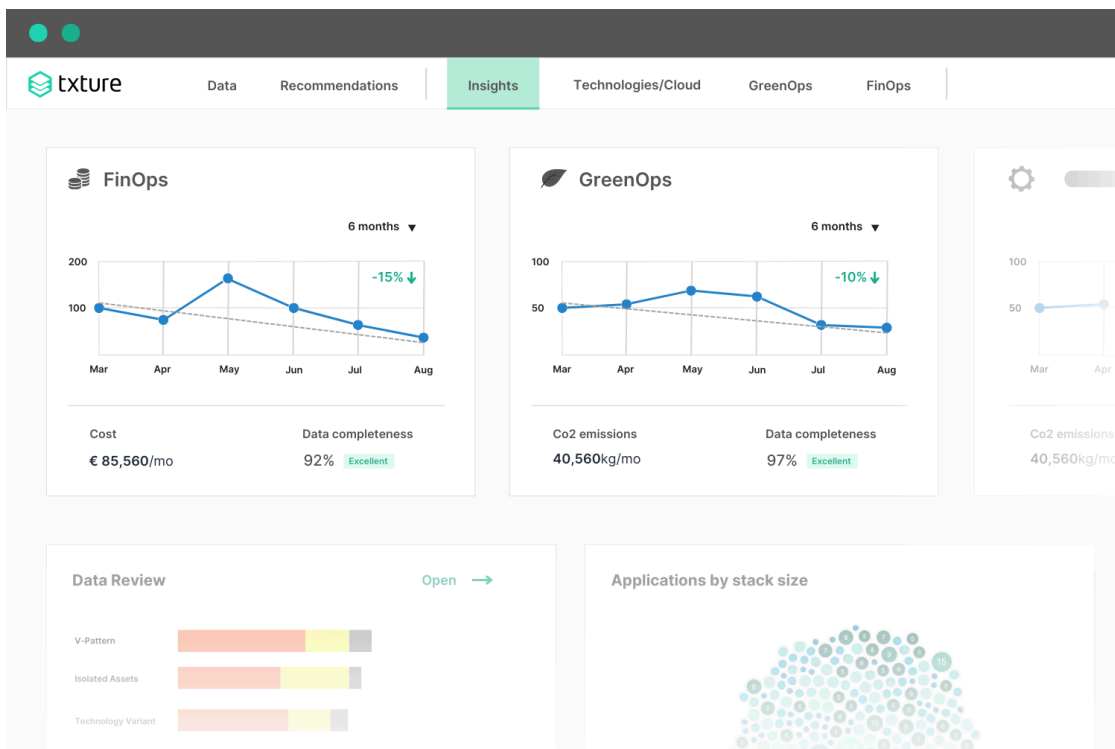 txture
Data Recommendations Insights Technologies/Cloud GreenOps FinOps
FinOps
6 months
200
100
-15%
Mar Apr May Jun Jul Aug
Cost Data completeness
€ 85,560/mo 92% Excellent
GreenOps
6 months
100
50
-10%
Mar Apr May Jun Jul Aug
Co2 emissions Data completeness
40,560kg/mo 97% Excellent
100
50
Mar Apr
Co2 emissions
40,560kg/mo
Data Review Open
V-Pattern
Isolated Assets
Technology Variant
Applications by stack size
15